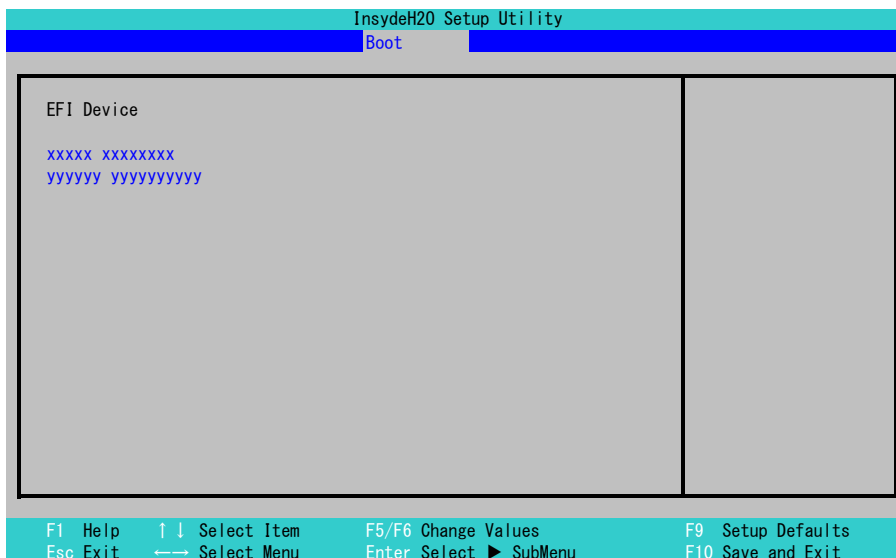 InsydeH2O Setup Utility
Boot
EFI Device
xxxxx xxxxxxxx
yyyyyy yyyyyyyyyy
F1 Help ↑↓ Select Item F5/F6 Change Values F9 Setup Defaults
Esc Exit ←→ Select Menu Enter Select ▶ SubMenu F10 Save and Exit